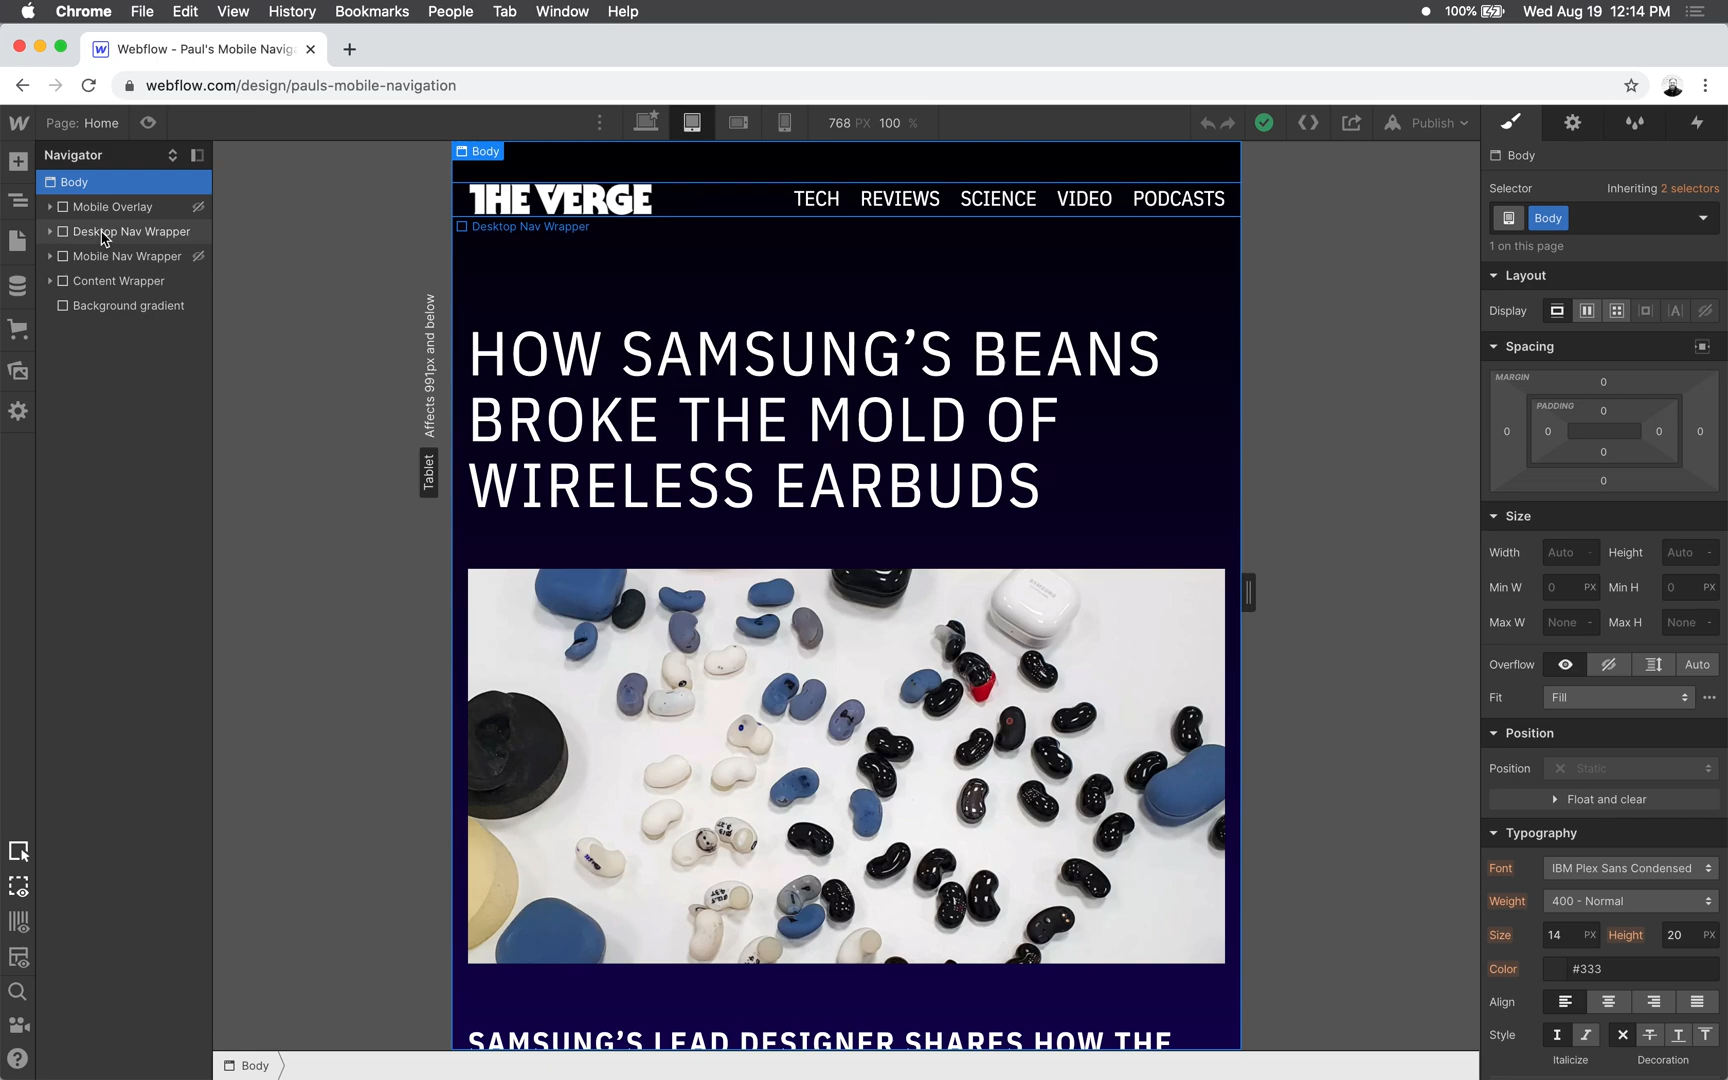 Chrome File Edit View History Bookmarks People Tab Window Help
100% Wed Aug 19 12:14 PM
W Webflow - Paul's Mobile Naviga
webflow.com/design/pauls-mobile-navigation
Page: Home
768 PX 100 %
Publish
Navigator
Body
Mobile Overlay
Desktop Nav Wrapper
Mobile Nav Wrapper
Content Wrapper
Background gradient
Affects 991px and below
Tablet
Body
THE VERGE
TECH REVIEWS SCIENCE VIDEO PODCASTS
Desktop Nav Wrapper
HOW SAMSUNG’S BEANS
BROKE THE MOLD OF
WIRELESS EARBUDS
SAMSUNG
SAMSUNG’S LEAD DESIGNER SHARES HOW THE
Body
Body
Selector Inheriting 2 selectors
Body
1 on this page
Layout
Display
Spacing
MARGIN
0
PADDING
0
0 0 0 0
0
0
Size
Width Auto - Height Auto -
Min W 0 PX Min H 0 PX
Max W None - Max H None -
Overflow Auto
Fit Fill
Position
Position Static
Float and clear
Typography
Font IBM Plex Sans Condensed
Weight 400 - Normal
Size 14 PX Height 20 PX
Color #333
Align
Style I I X T T T
Italicize Decoration